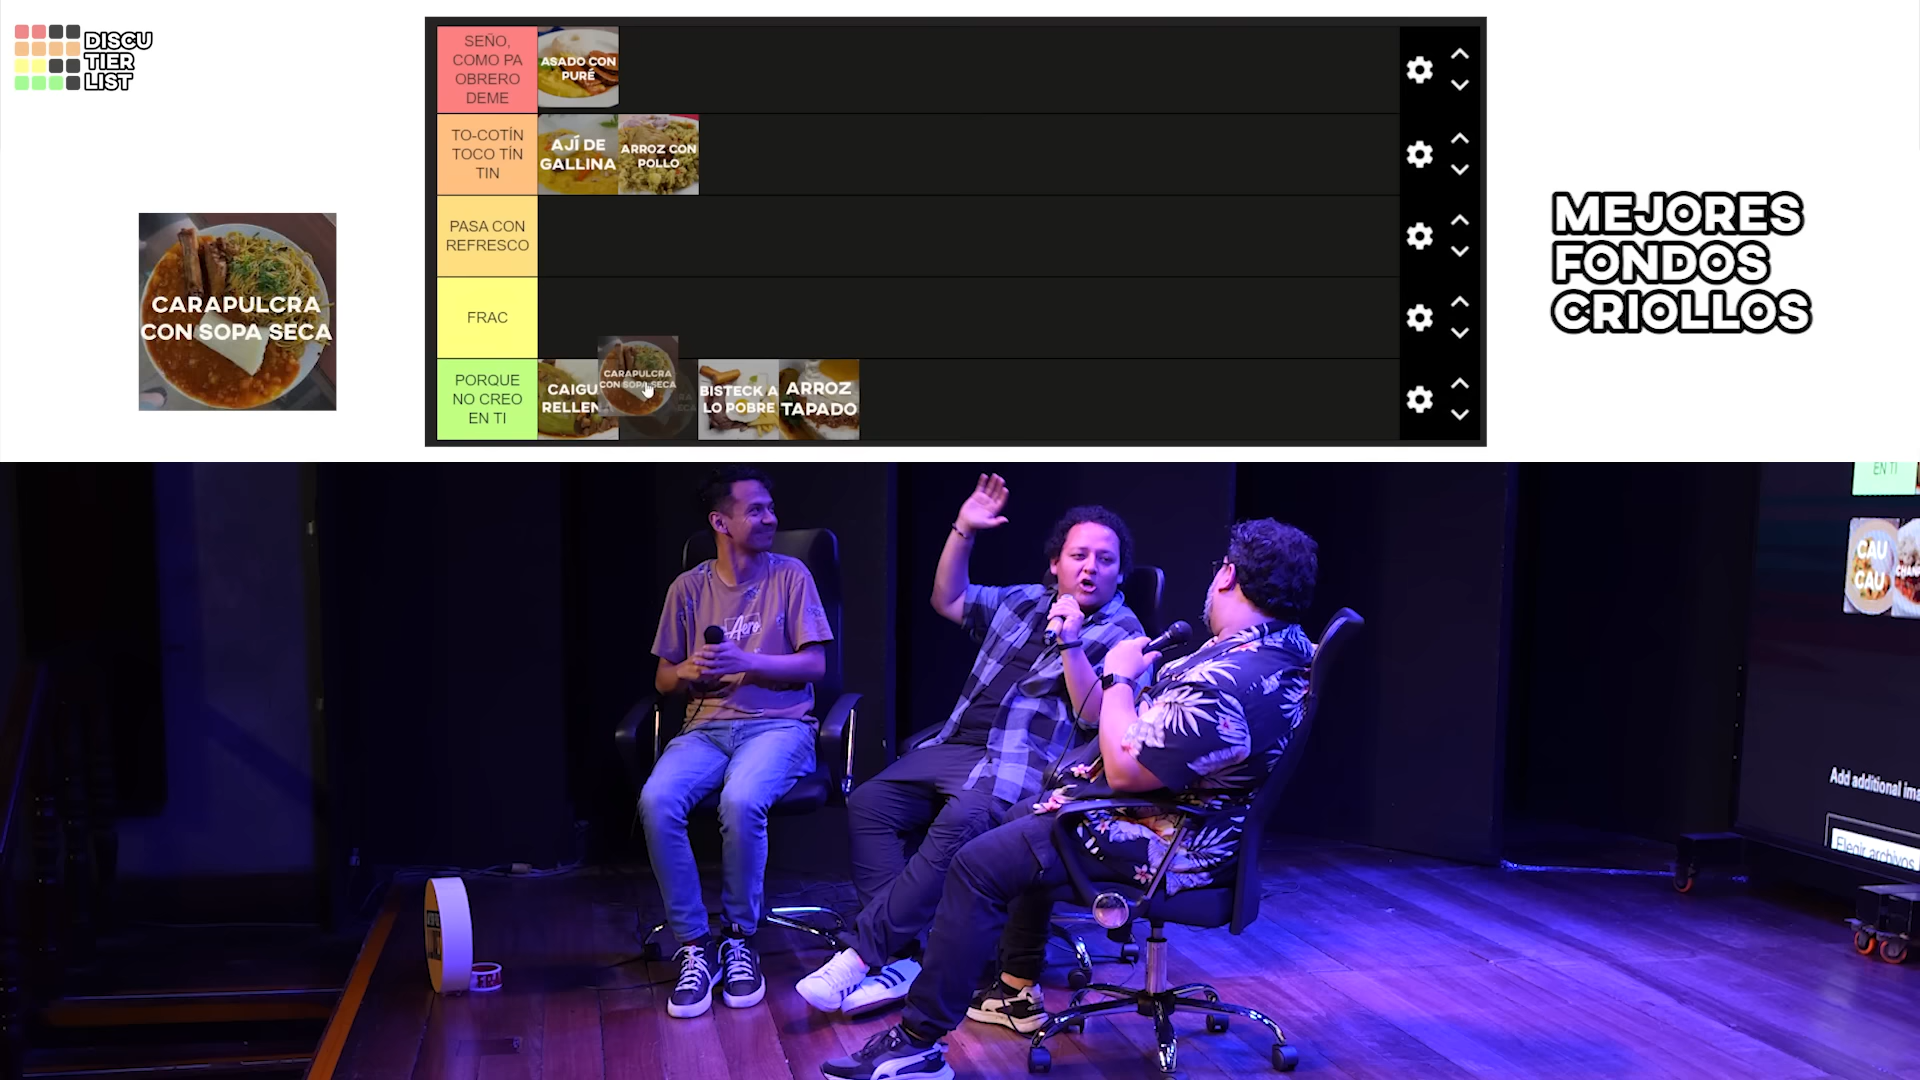 DISCU
TIER
LIST
SEÑO,
COMO PA
OBRERO
DEME
ASADO CON
PURÉ
TO-COTÍN
TOCO TÍN
TIN
AJÍ DE
GALLINA
ARROZ CON
POLLO
PASA CON
REFRESCO
FRAC
PORQUE
NO CREO
EN TI
CARAPULCRA
CON SOPA SECA
BISTECK A
LO POBRE
ARROZ
TAPADO
CARAPULCRA
CON SOPA SECA
MEJORES
FONDOS
CRIOLLOS
Aero
EN TI
CAU
CAU
Add additional
Elegir archivos